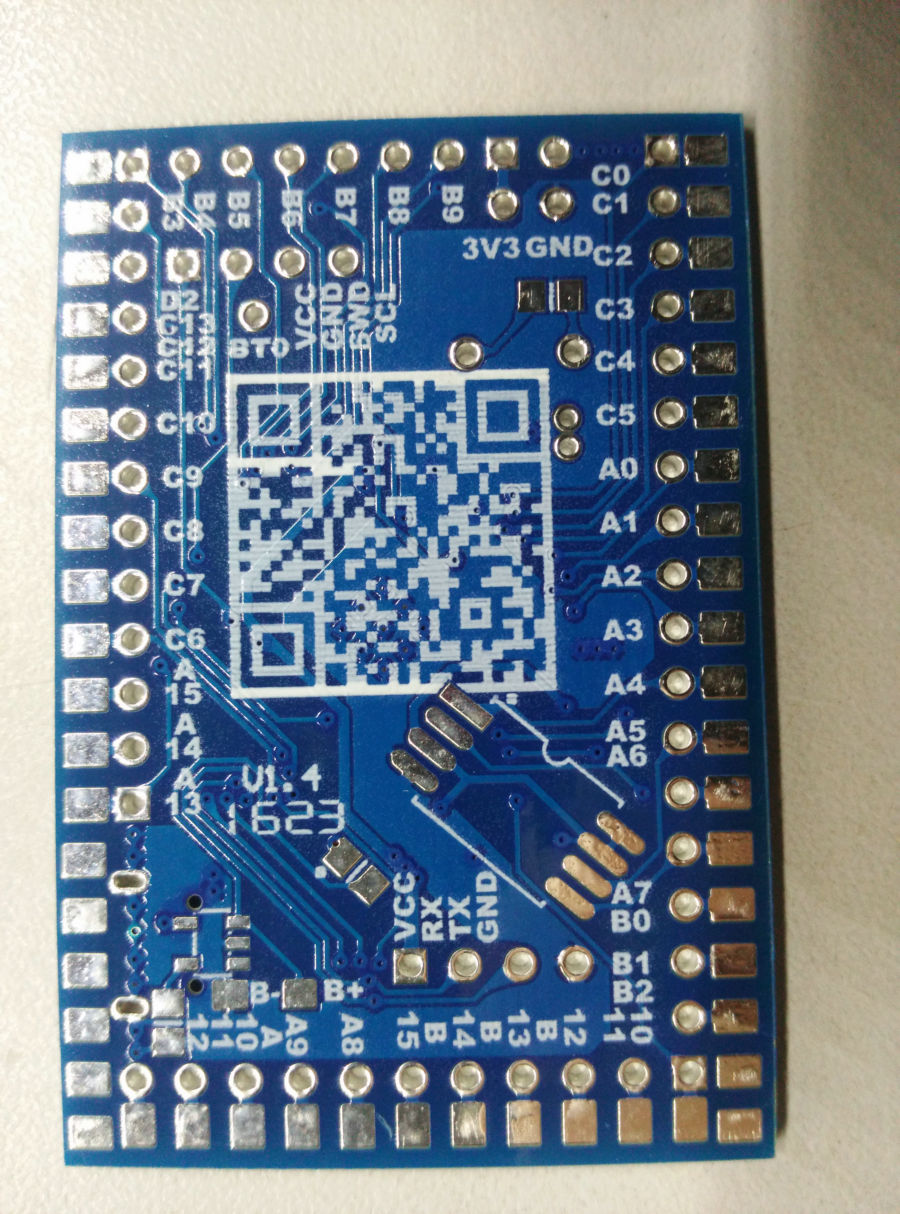 B3 B4 B5 B6 B7 B8 B9
C0
C1
3V3 GND
C2
D2
C12
C11
VCC
GND
SWD
SCL
BT0
C3
C4
C10
C5
C9
A0
C8
A1
C7
A2
C6
A3
A
15
A4
A
14
A5
A6
A
13
V1.4
1623
VCC
RX
TX
GND
A7
B0
B1
B2
B-
B+
12
11
10
A
A9
A8
15
B
14
B
13
B
12
11
10